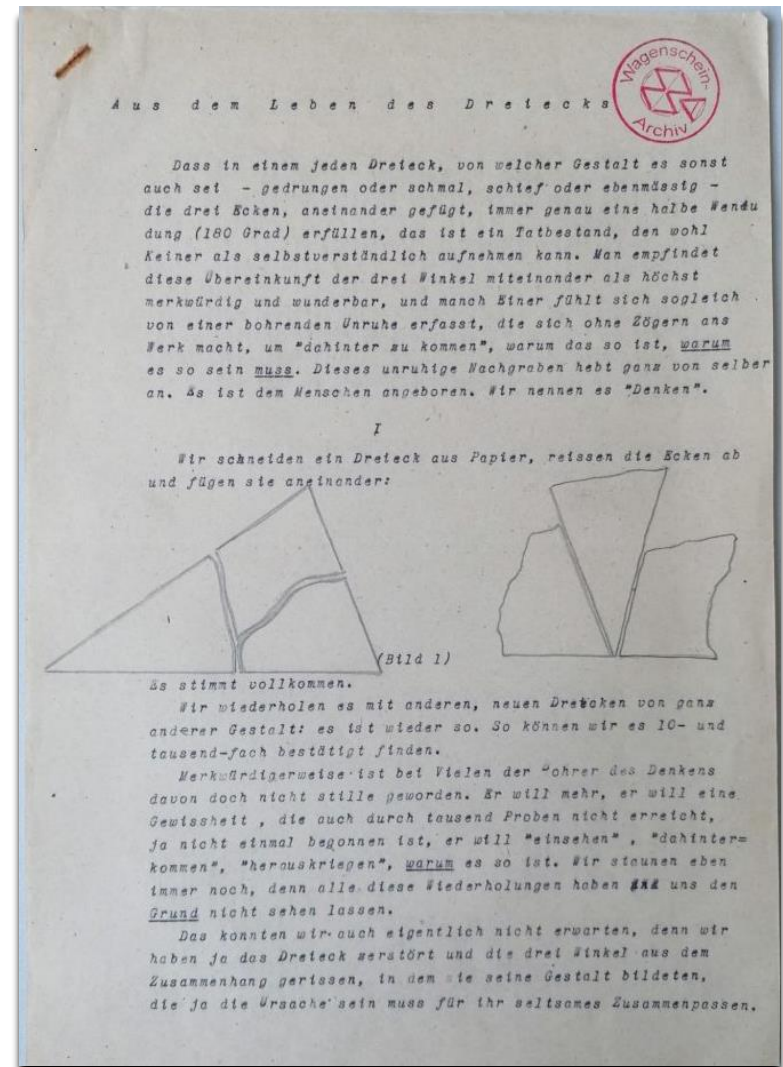 Wagenschein-
Archiv
Aus dem Leben des Dreiecks
Dass in einem jeden Dreieck, von welcher Gestalt es sonst
auch sei - gedrungen oder schmal, schief oder ebenmässig -
die drei Ecken, aneinander gefügt, immer genau eine halbe Wendu
dung (180 Grad) erfüllen, das ist ein Tatbestand, den wohl
Keiner als selbstverständlich aufnehmen kann. Man empfindet
diese Übereinkunft der drei Winkel miteinander als höchst
merkwürdig und wunderbar, und manch Einer fühlt sich sogleich
von einer bohrenden Unruhe erfasst, die sich ohne Zögern ans
Werk macht, um "dahinter zu kommen", warum das so ist, warum
es so sein muss. Dieses unruhige Nachgraben hebt ganz von selber
an. Es ist dem Menschen angeboren. Wir nennen es "Denken".
I
Wir schneiden ein Dreieck aus Papier, reissen die Ecken ab
und fügen sie aneinander:
(Bild 1)
Es stimmt vollkommen.
Wir wiederholen es mit anderen, neuen Dreiecken von ganz
anderer Gestalt: es ist wieder so. So können wir es 10- und
tausend-fach bestätigt finden.
Merkwürdigerweise ist bei Vielen der Bohrer des Denkens
davon doch nicht stille geworden. Er will mehr, er will eine
Gewissheit , die auch durch tausend Proben nicht erreicht,
ja nicht einmal begonnen ist, er will "einsehen" , "dahinter=
kommen", "herauskriegen", warum es so ist. Wir staunen eben
immer noch, denn alle diese Wiederholungen haben uns den
Grund nicht sehen lassen.
Das konnten wir auch eigentlich nicht erwarten, denn wir
haben ja das Dreieck zerstört und die drei Winkel aus dem
Zusammenhang gerissen, in dem sie seine Gestalt bildeten,
die ja die Ursache sein muss für ihr seltsames Zusammenpassen.